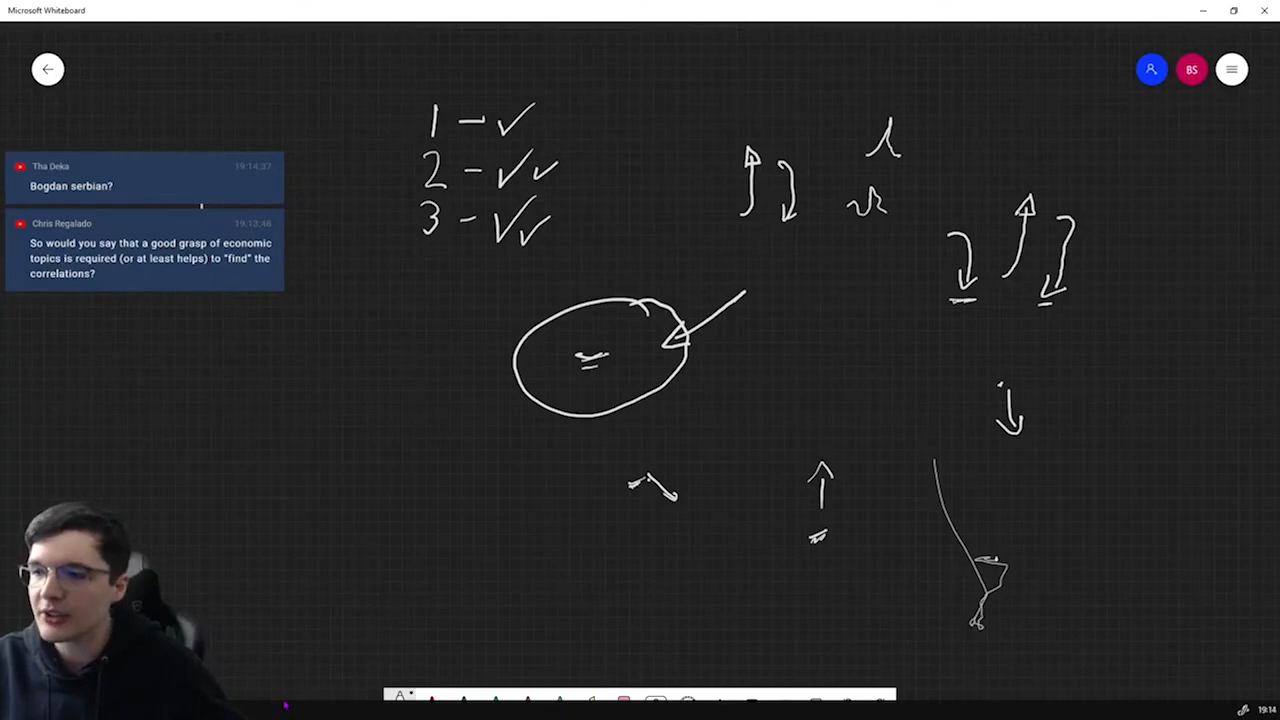 Microsoft Whiteboard
BS
Tha Deka 19:14:37
Bogdan serbian?
Chris Regalado 19:13:48
So would you say that a good grasp of economic
topics is required (or at least helps) to "find" the
correlations?
1 - ✓
2 - ✓✓
3 - ✓✓
19:14